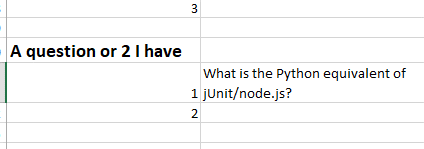 3
A question or 2 I have
What is the Python equivalent of
1 jUnit/node.js?
2